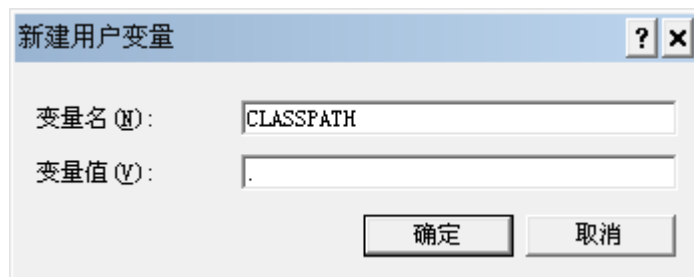 新建用户变量
变量名(N):
CLASSPATH
变量值(V):
.
确定
取消